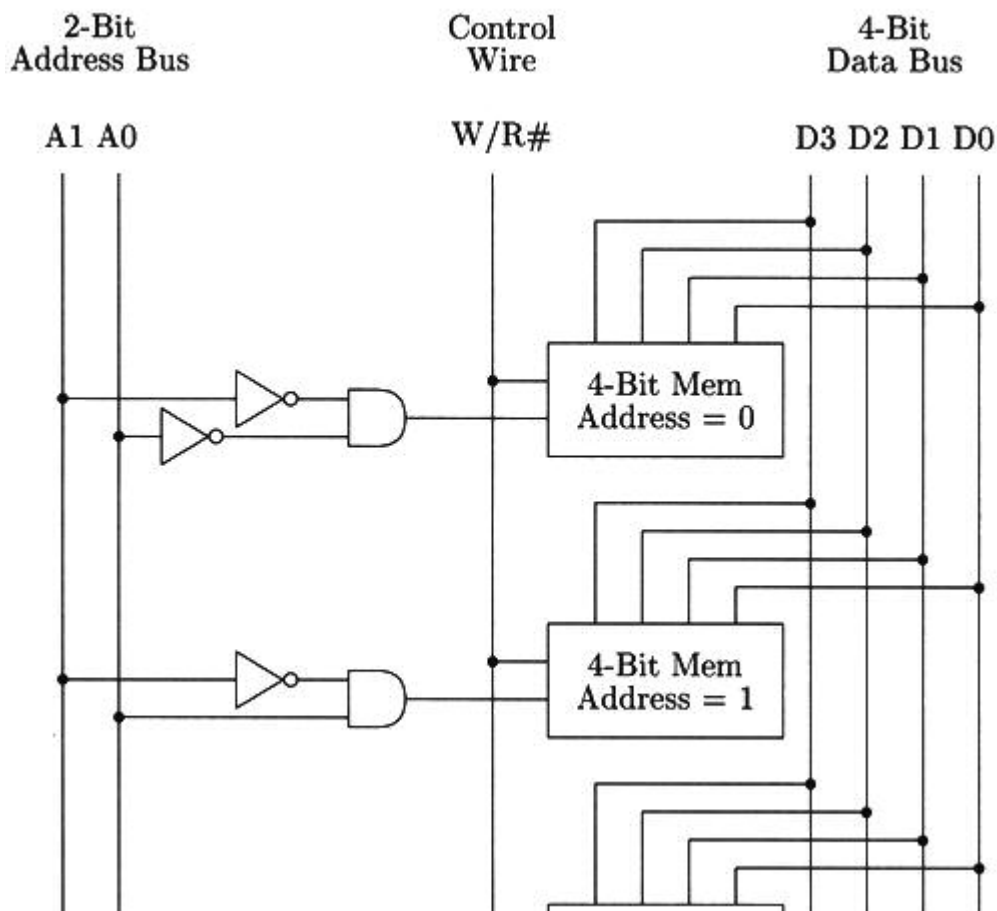 2-Bit
Address Bus
Control
Wire
4-Bit
Data Bus
A1 A0
W/R#
D3 D2 D1 D0
4-Bit Mem
Address = 0
4-Bit Mem
Address = 1